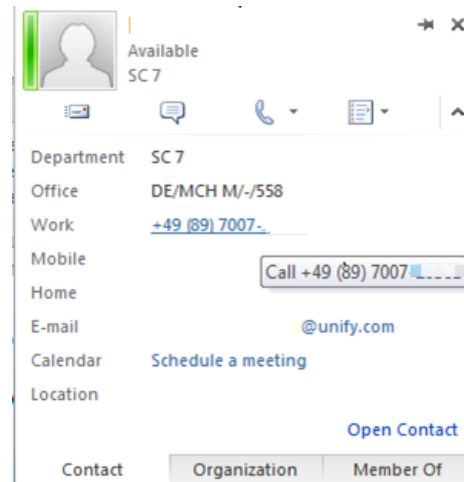 Available
SC 7
Department SC 7
Office DE/MCH M/-/558
Work +49 (89) 7007-
Mobile
Call +49 (89) 7007-
Home
E-mail @unify.com
Calendar Schedule a meeting
Location
Open Contact
Contact Organization Member Of